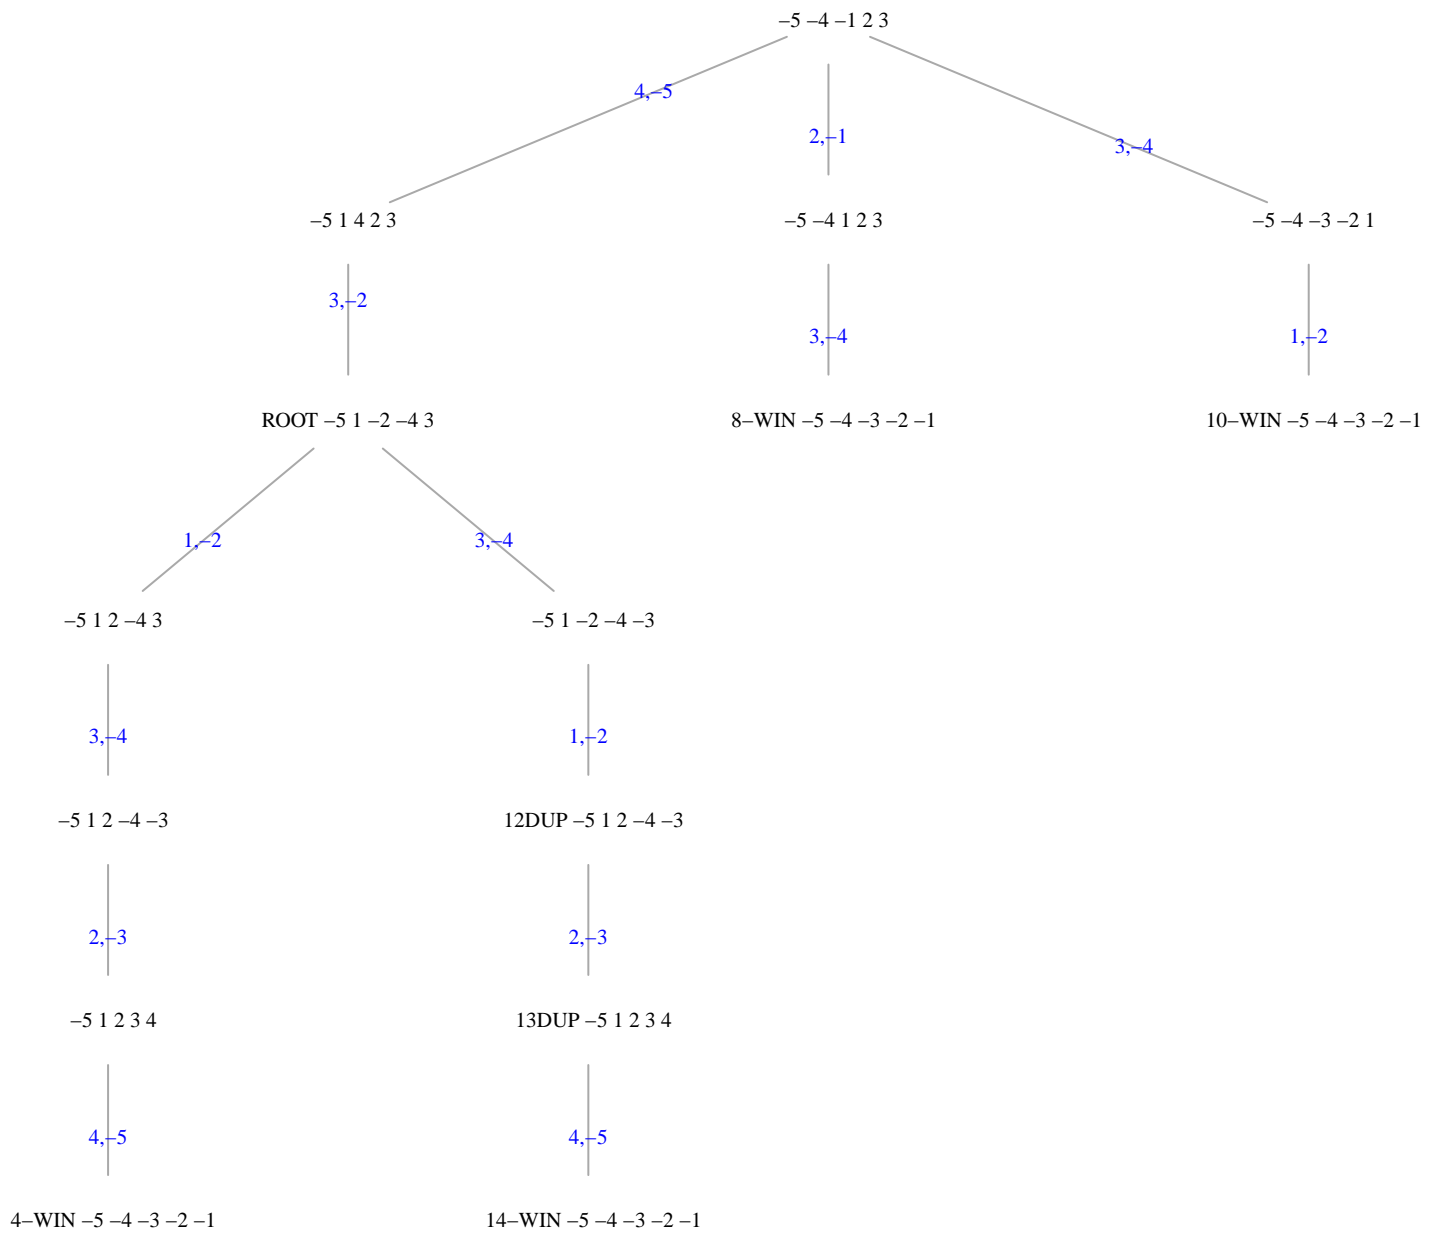 –5 –4 –1 2 3
4,–5
2,–1
3,–4
–5 1 4 2 3
–5 –4 1 2 3
–5 –4 –3 –2 1
3,–2
3,–4
1,–2
ROOT –5 1 –2 –4 3
8–WIN –5 –4 –3 –2 –1
10–WIN –5 –4 –3 –2 –1
1,–2
3,–4
–5 1 2 –4 3
–5 1 –2 –4 –3
3,–4
1,–2
–5 1 2 –4 –3
12DUP –5 1 2 –4 –3
2,–3
2,–3
–5 1 2 3 4
13DUP –5 1 2 3 4
4,–5
4,–5
4–WIN –5 –4 –3 –2 –1
14–WIN –5 –4 –3 –2 –1